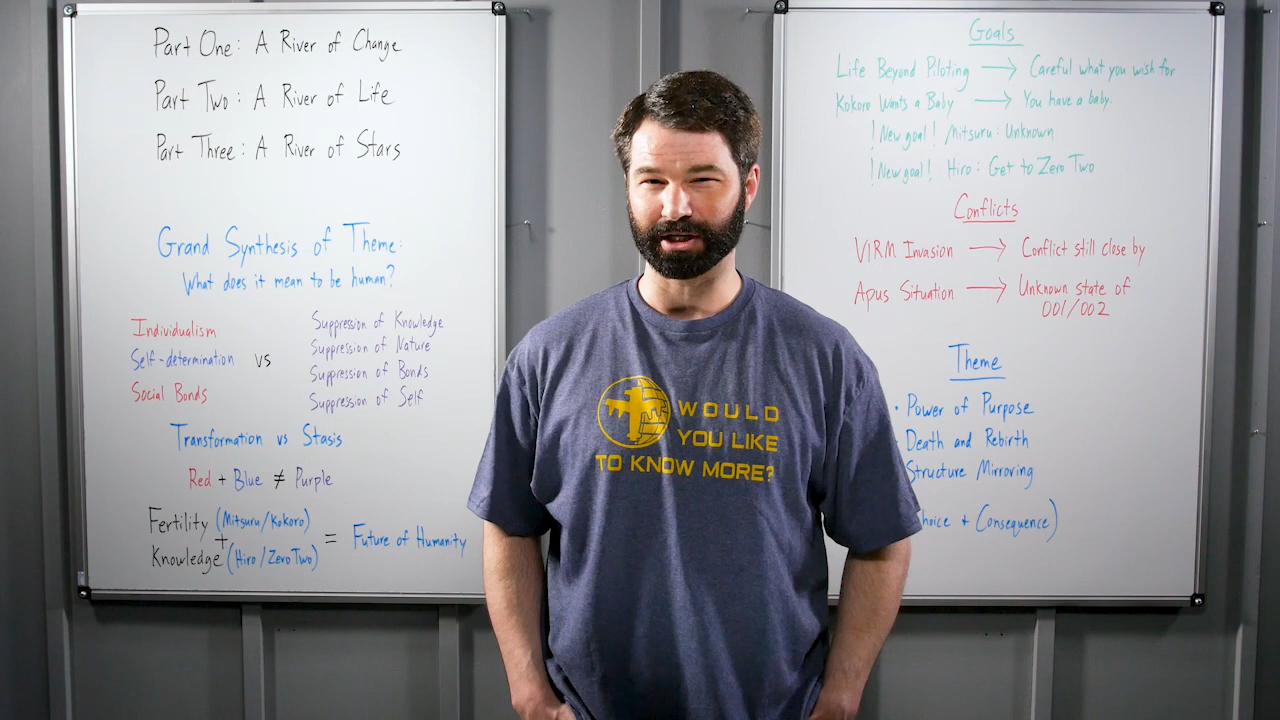 Part One: A River of Change
Part Two: A River of Life
Part Three: A River of Stars
Grand Synthesis of Theme:
What does it mean to be human?
Individualism
Self-determination
Social Bonds
vs
Suppression of Knowledge
Suppression of Nature
Suppression of Bonds
Suppression of Self
Transformation vs Stasis
Red + Blue ≠ Purple
Fertility (Mitsuru/Kokoro)
+
Knowledge (Hiro/Zero Two)
= Future of Humanity
WOULD
YOU LIKE
TO KNOW MORE?
Goals
Life Beyond Piloting → Careful what you wish for
Kokoro Wants a Baby → You have a baby.
! New goal! Mitsuru: Unknown
! New goal! Hiro: Get to Zero Two
Conflicts
VIRM Invasion → Conflict still close by
Apus Situation → Unknown state of
001/002
Theme
· Power of Purpose
Death and Rebirth
Structure Mirroring
hoice + Consequence)